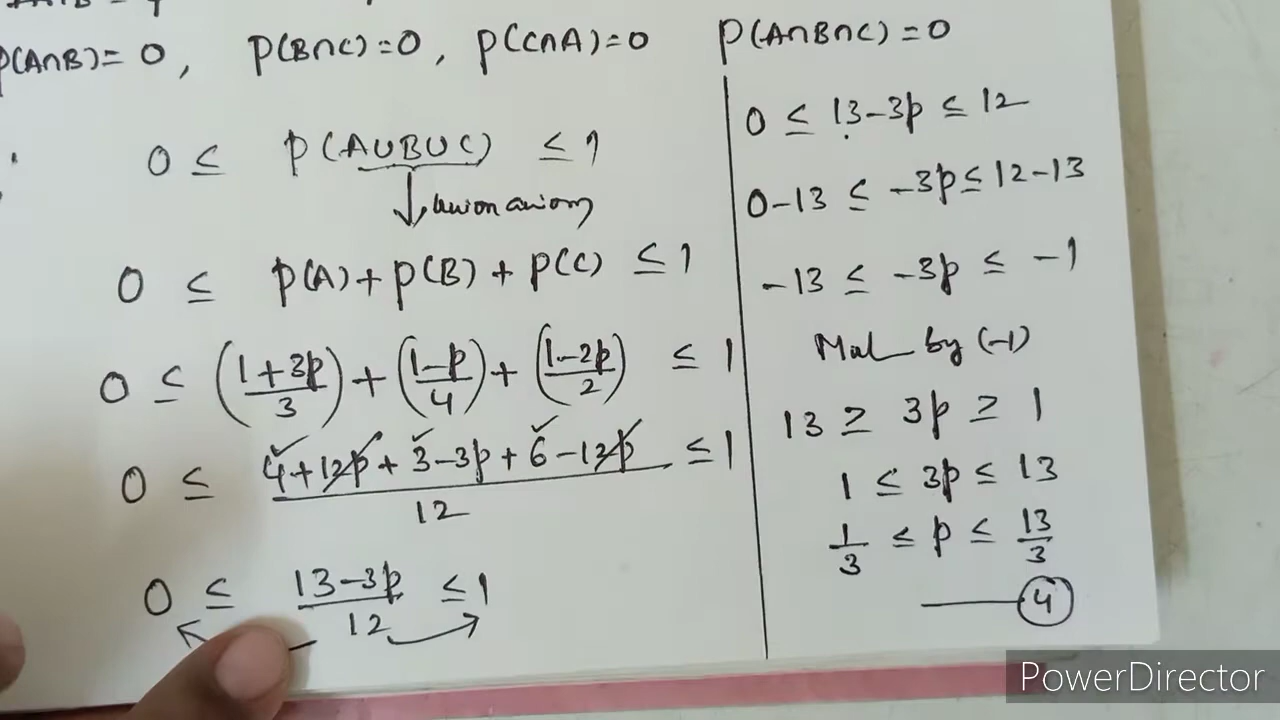 P(A∩B)= 0, P(B∩C)=0, P(C∩A)=0 P(A∩B∩C)=0
0 ≤ P(A∪B∪C) ≤ 1
0 ≤ P(A)+P(B)+P(C) ≤ 1
0 ≤ (1+3p/3)+(1-p/4)+(1-2p/2) ≤ 1
0 ≤ 4+12p+3-3p+6-12p/12 ≤ 1
0 ≤ 13-3p/12 ≤ 1
0 ≤ 13-3p ≤ 12
0-13 ≤ -3p ≤ 12-13
-13 ≤ -3p ≤ -1
Mul by (-1)
13 ≥ 3p ≥ 1
1 ≤ 3p ≤ 13
1/3 ≤ p ≤ 13/3
4
PowerDirector